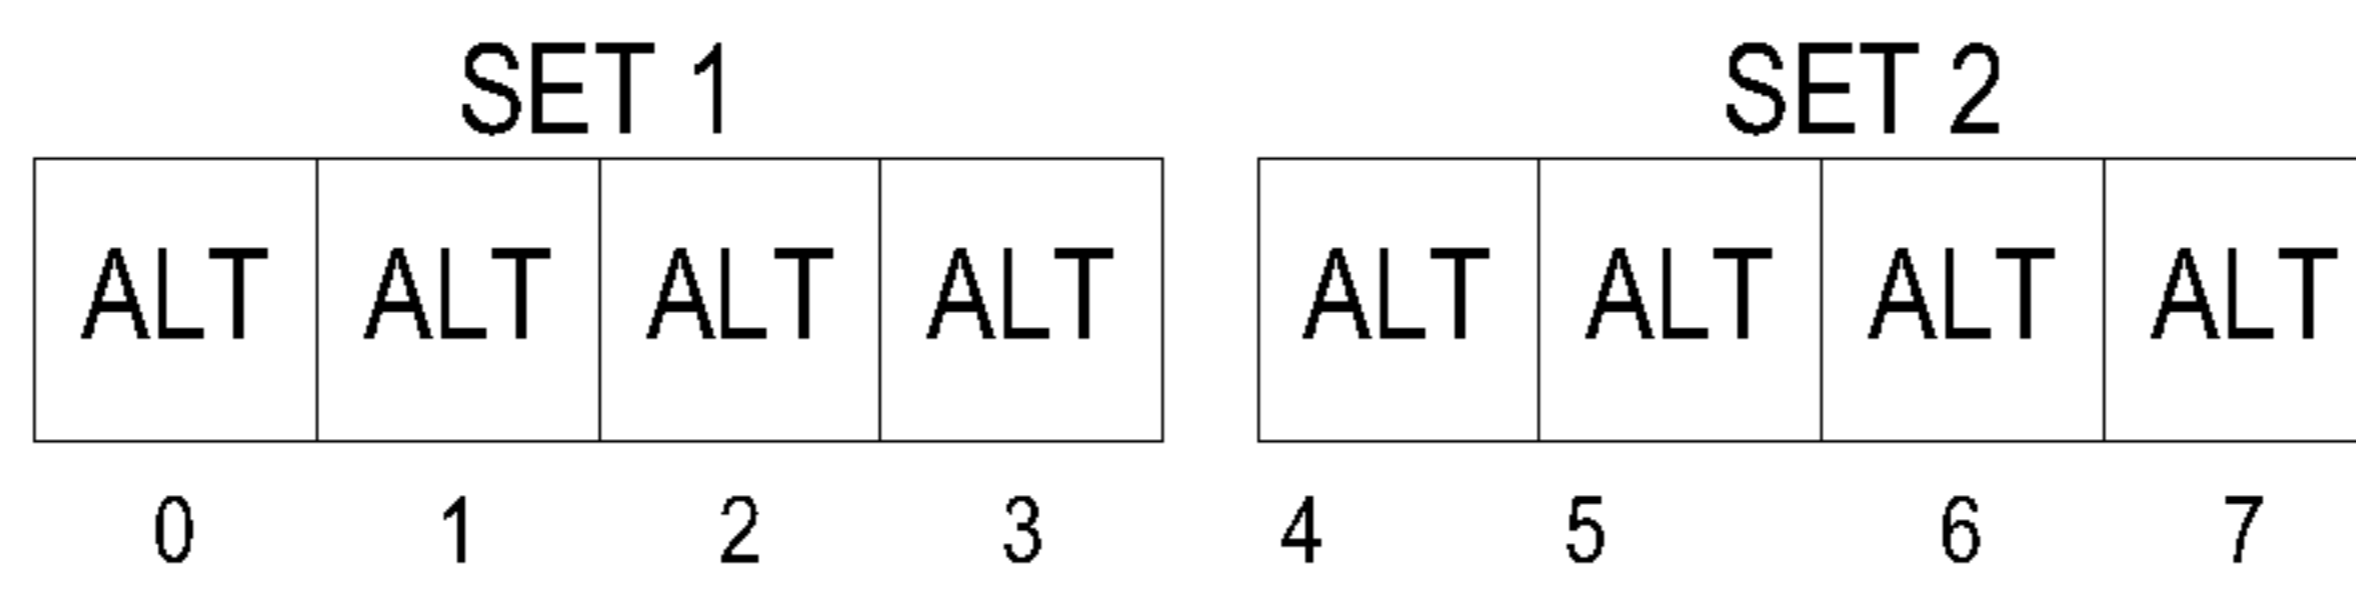 SET 1 SET 2
ALT ALT ALT ALT ALT ALT ALT ALT
0 1 2 3 4 5 6 7